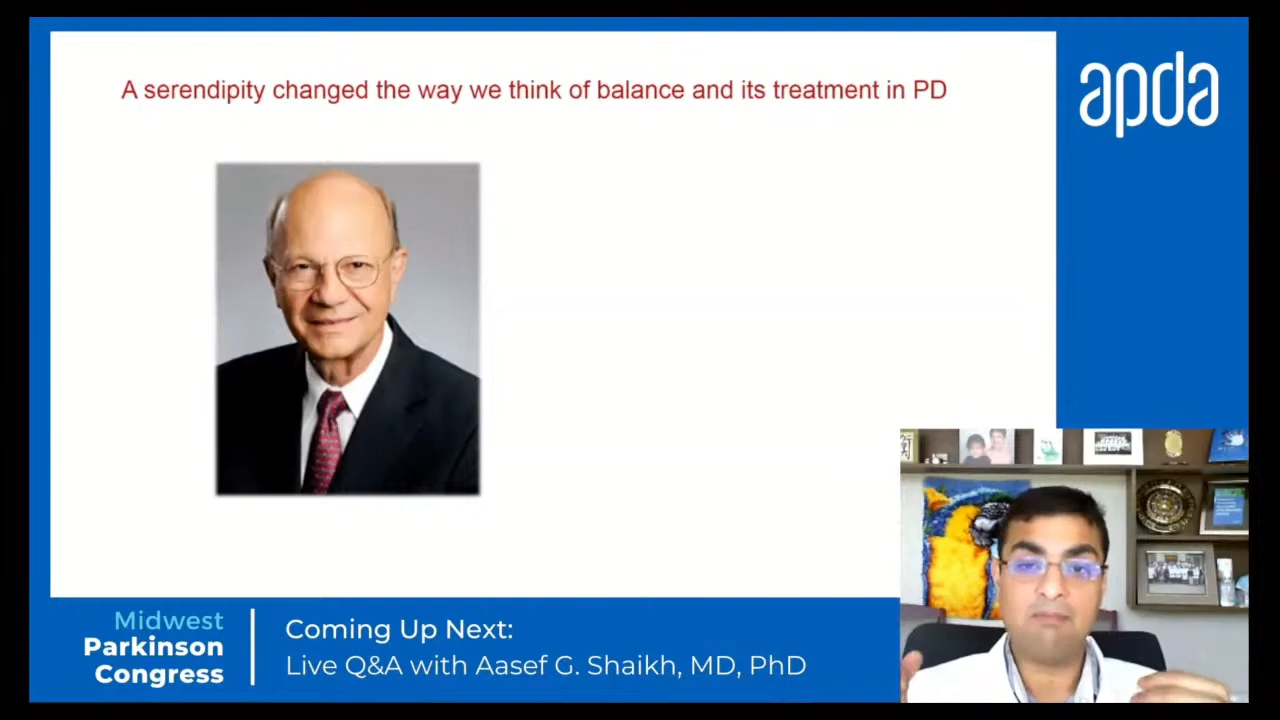 A serendipity changed the way we think of balance and its treatment in PD
apda
Midwest
Parkinson
Congress
Coming Up Next:
Live Q&A with Aasef G. Shaikh, MD, PhD